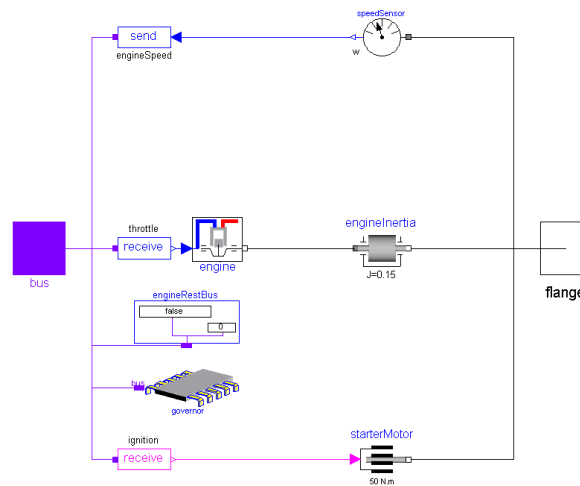 speedSensor
send
engineSpeed
w
throttle
receive
engine
engineInertia
J=0.15
bus
flange
engineRestBus
false
0
bus
governor
ignition
receive
starterMotor
50 N.m